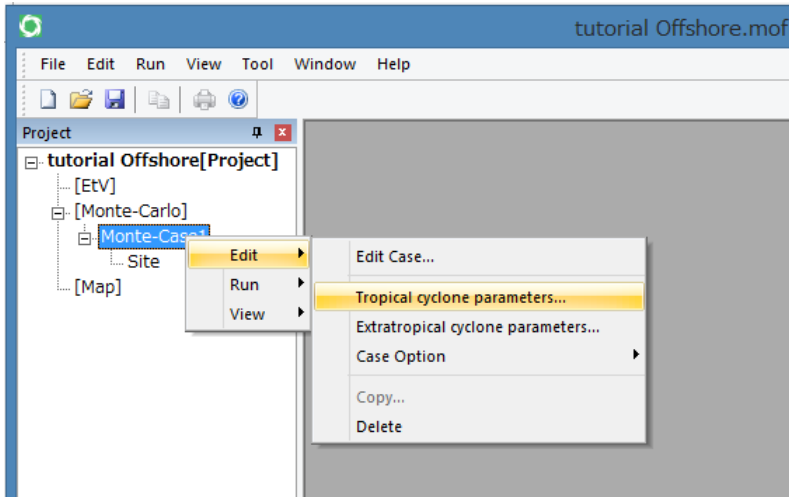 tutorial Offshore.mof
File Edit Run View Tool Window Help
Project
tutorial Offshore[Project]
[EtV]
[Monte-Carlo]
Monte-Case1
Site
[Map]
Edit
Run
View
Edit Case...
Tropical cyclone parameters...
Extratropical cyclone parameters...
Case Option
Copy...
Delete